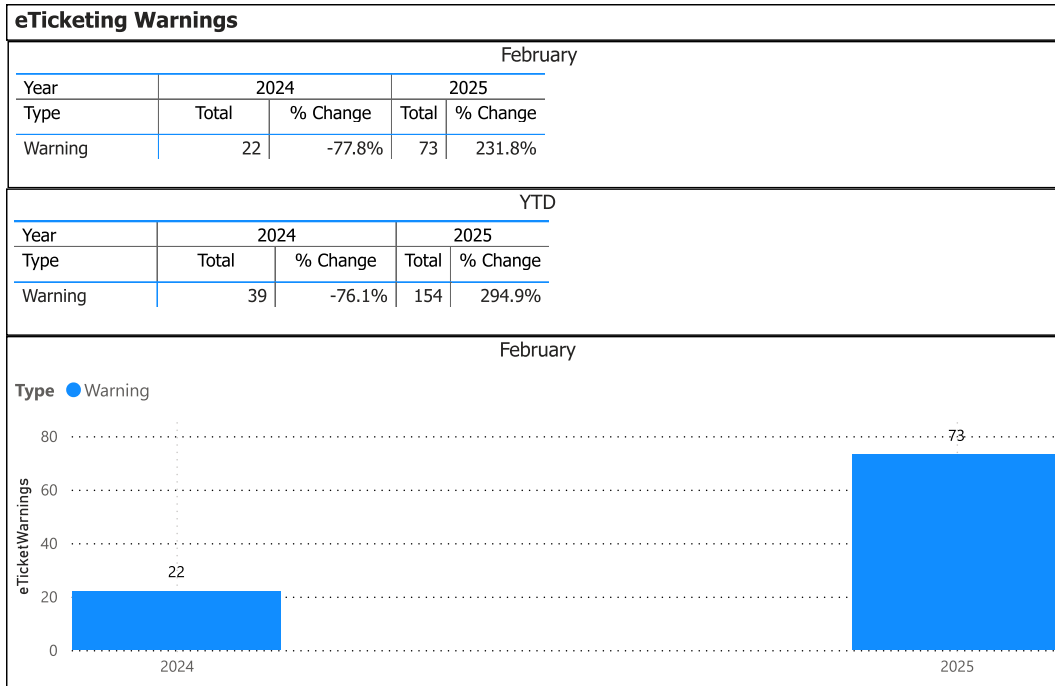 eTicketing Warnings
February
Year 2024 2025
Type Total % Change Total % Change
Warning 22 -77.8% 73 231.8%
YTD
Year 2024 2025
Type Total % Change Total % Change
Warning 39 -76.1% 154 294.9%
February
Type Warning
80
73
60
40
22
20
0
eTicketWarnings
2024 2025